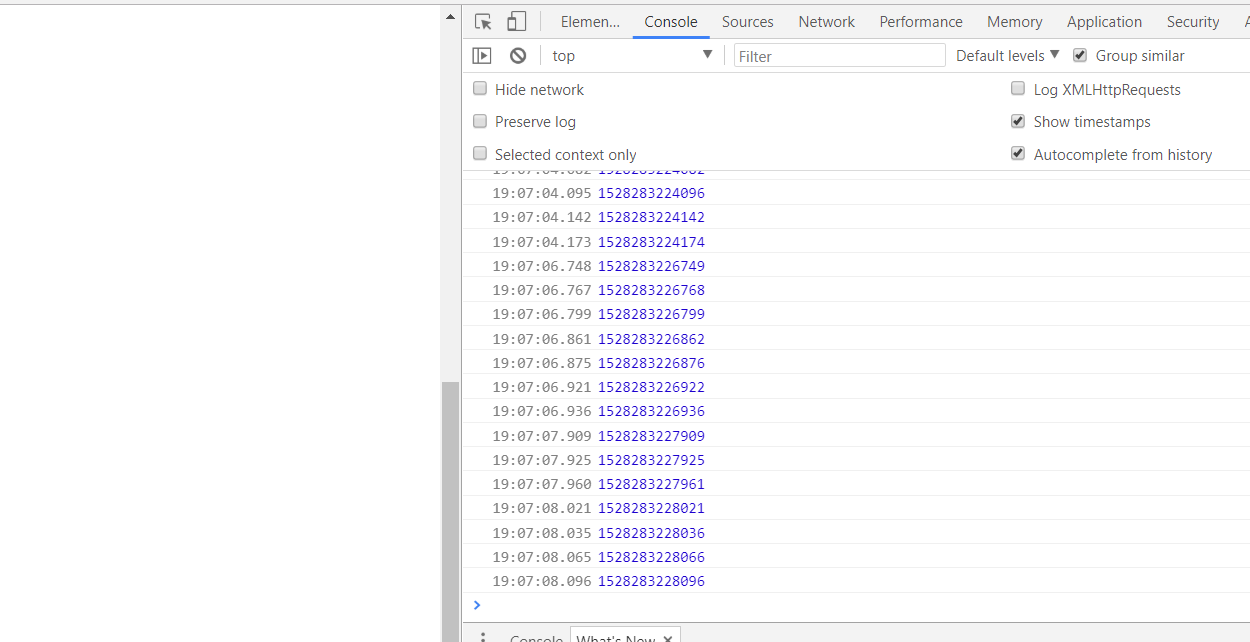 Elemen... Console Sources Network Performance Memory Application Security
top Filter Default levels Group similar
Hide network Log XMLHttpRequests
Preserve log Show timestamps
Selected context only Autocomplete from history
19:07:04.095 1528283224096
19:07:04.142 1528283224142
19:07:04.173 1528283224174
19:07:06.748 1528283226749
19:07:06.767 1528283226768
19:07:06.799 1528283226799
19:07:06.861 1528283226862
19:07:06.875 1528283226876
19:07:06.921 1528283226922
19:07:06.936 1528283226936
19:07:07.909 1528283227909
19:07:07.925 1528283227925
19:07:07.960 1528283227961
19:07:08.021 1528283228021
19:07:08.035 1528283228036
19:07:08.065 1528283228066
19:07:08.096 1528283228096
Console What's New